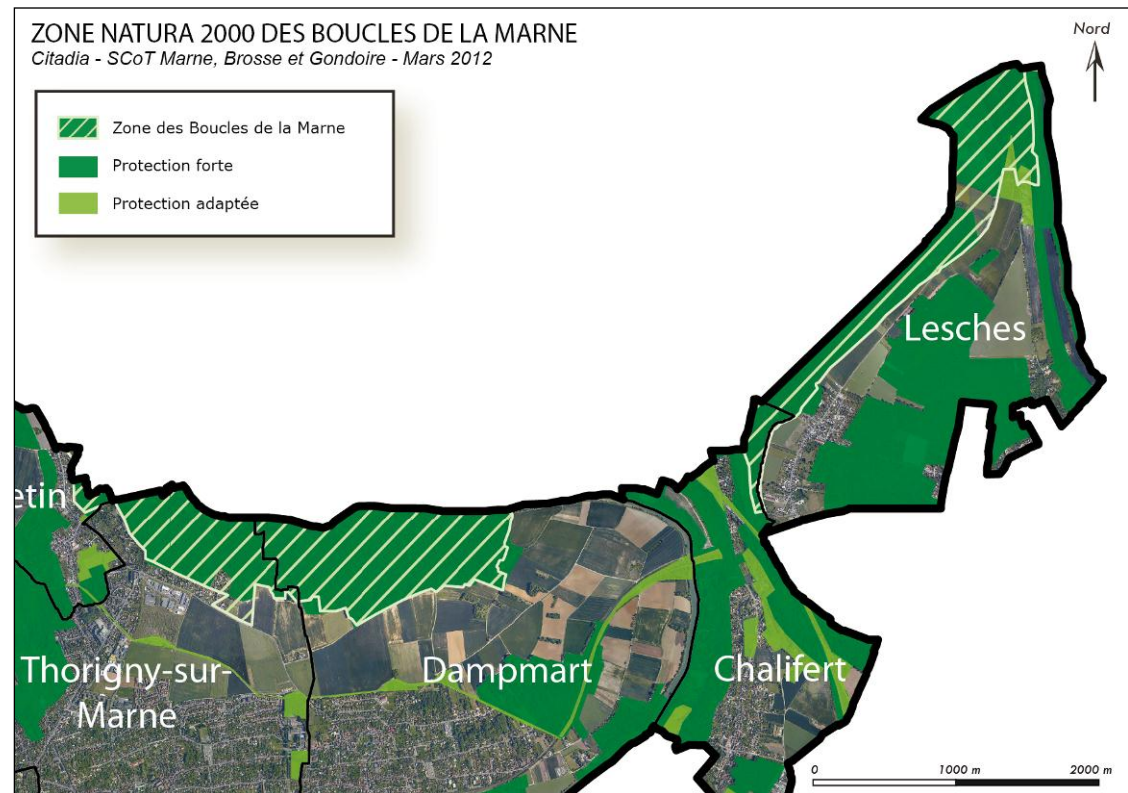 ZONE NATURA 2000 DES BOUCLES DE LA MARNE
Citadia - SCoT Marne, Brosse et Gondoire - Mars 2012
Nord
Zone des Boucles de la Marne
Protection forte
Protection adaptée
Lesches
etin
Thorigny-sur-
Marne
Dampmart
Chalifert
0 1000 m 2000 m